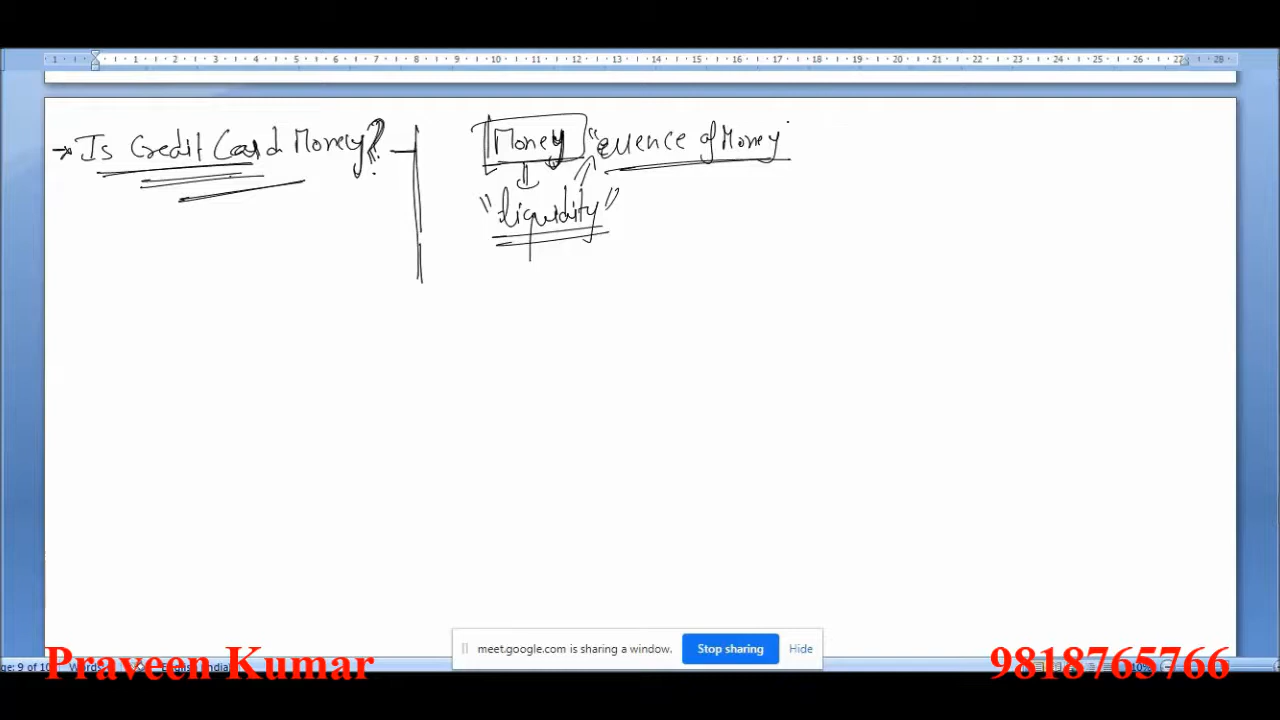 → Is Credit Card Money?
Money "essence of Money
"liquidity"
meet.google.com is sharing a window.
Stop sharing
Hide
Praveen Kumar
9818765766